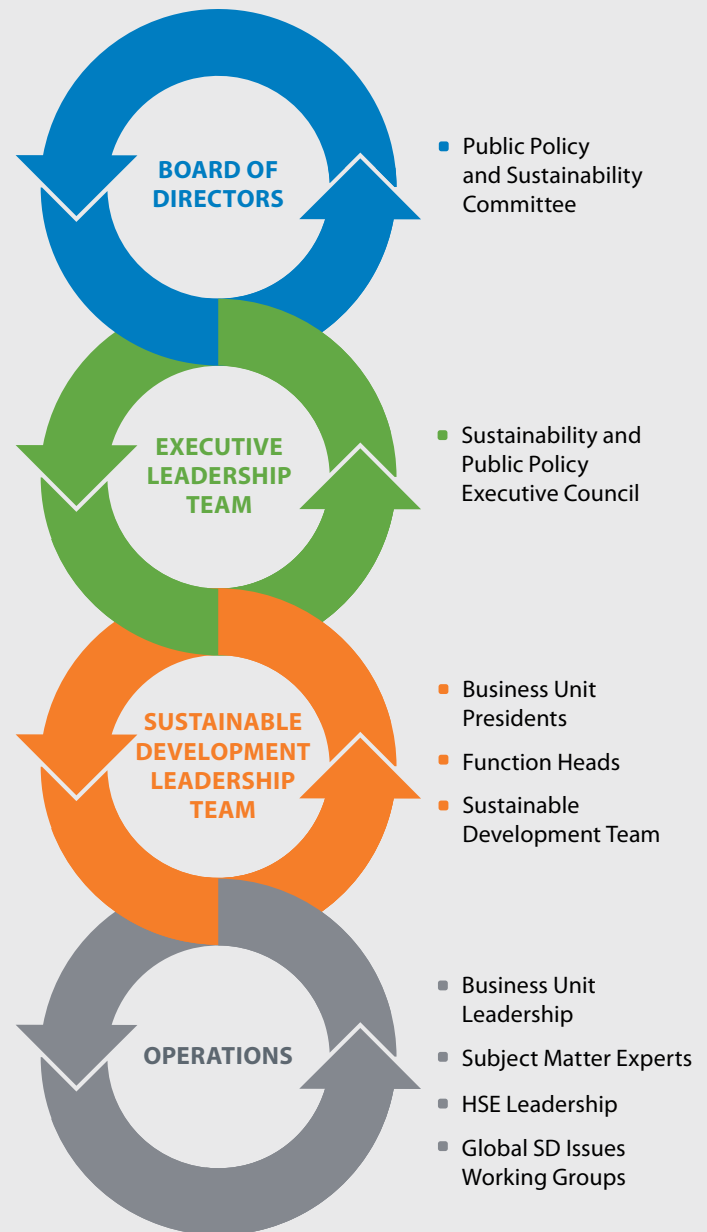 BOARD OF
DIRECTORS
Public Policy
and Sustainability
Committee
EXECUTIVE
LEADERSHIP
TEAM
Sustainability and
Public Policy
Executive Council
SUSTAINABLE
DEVELOPMENT
LEADERSHIP
TEAM
Business Unit
Presidents
Function Heads
Sustainable
Development Team
OPERATIONS
Business Unit
Leadership
Subject Matter Experts
HSE Leadership
Global SD Issues
Working Groups